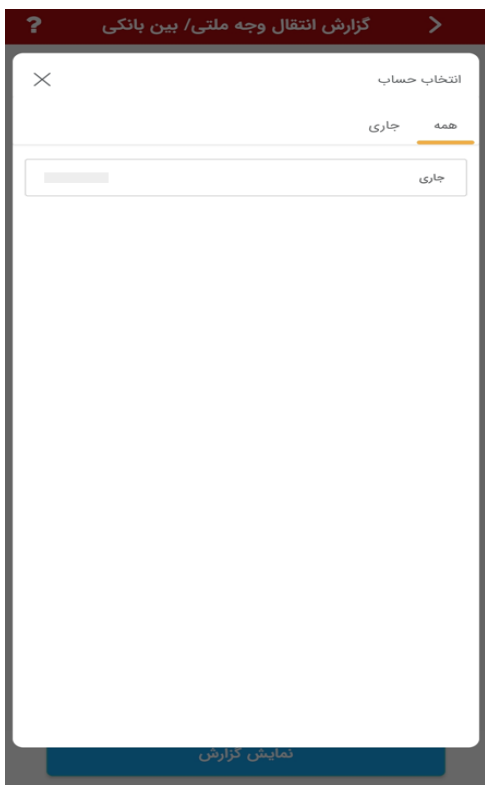 گزارش انتقال وجه ملتی/ بین بانکی ?
انتخاب حساب
همه جاری
جاری
نمایش گزارش